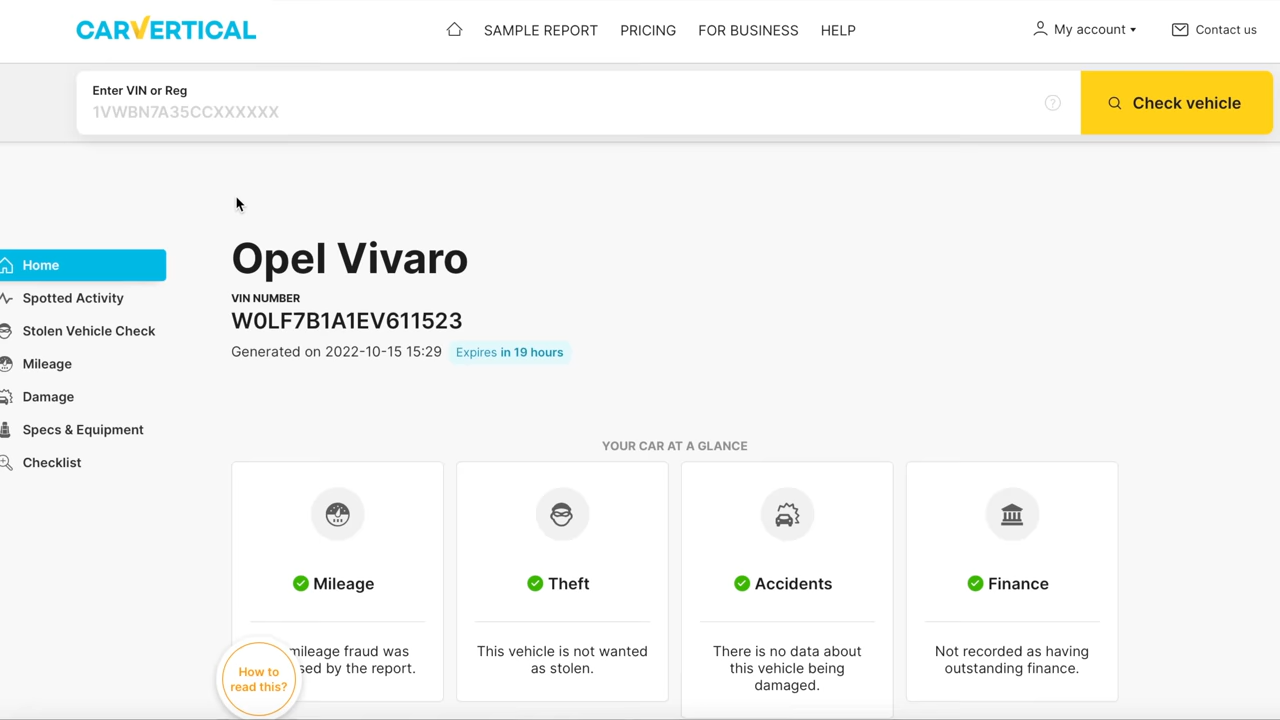 CARVERTICAL
SAMPLE REPORT
PRICING
FOR BUSINESS
HELP
My account
Contact us
Enter VIN or Reg
1VWBN7A35CCXXXXXX
?
Check vehicle
Home
Spotted Activity
Stolen Vehicle Check
Mileage
Damage
Specs & Equipment
Checklist
Opel Vivaro
VIN NUMBER
W0LF7B1A1EV611523
Generated on 2022-10-15 15:29
Expires in 19 hours
YOUR CAR AT A GLANCE
Mileage
mileage fraud was
by the report.
Theft
This vehicle is not wanted
as stolen.
Accidents
There is no data about
this vehicle being
damaged.
Finance
Not recorded as having
outstanding finance.
How to
read this?